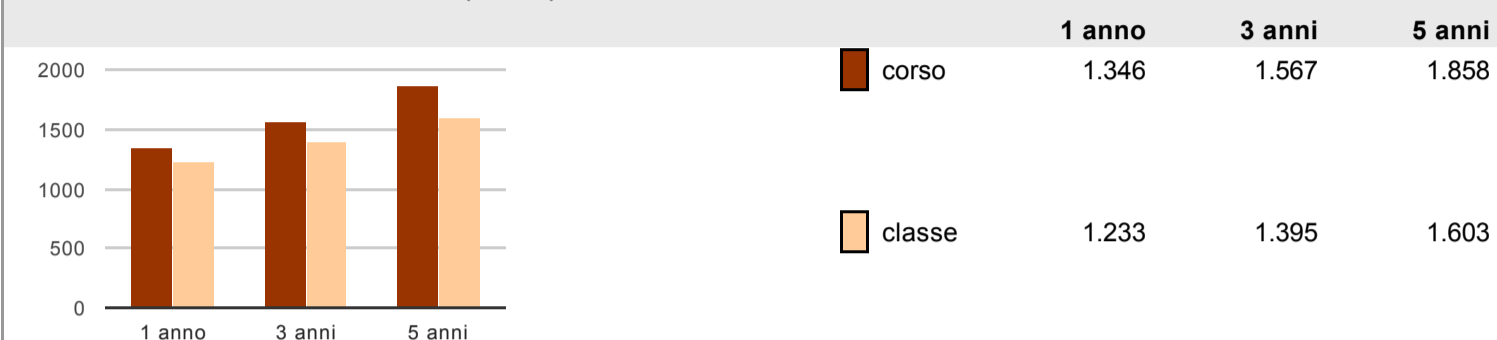 1 anno 3 anni 5 anni
2000
1500
1000
500
0
1 anno 3 anni 5 anni
corso 1.346 1.567 1.858
classe 1.233 1.395 1.603